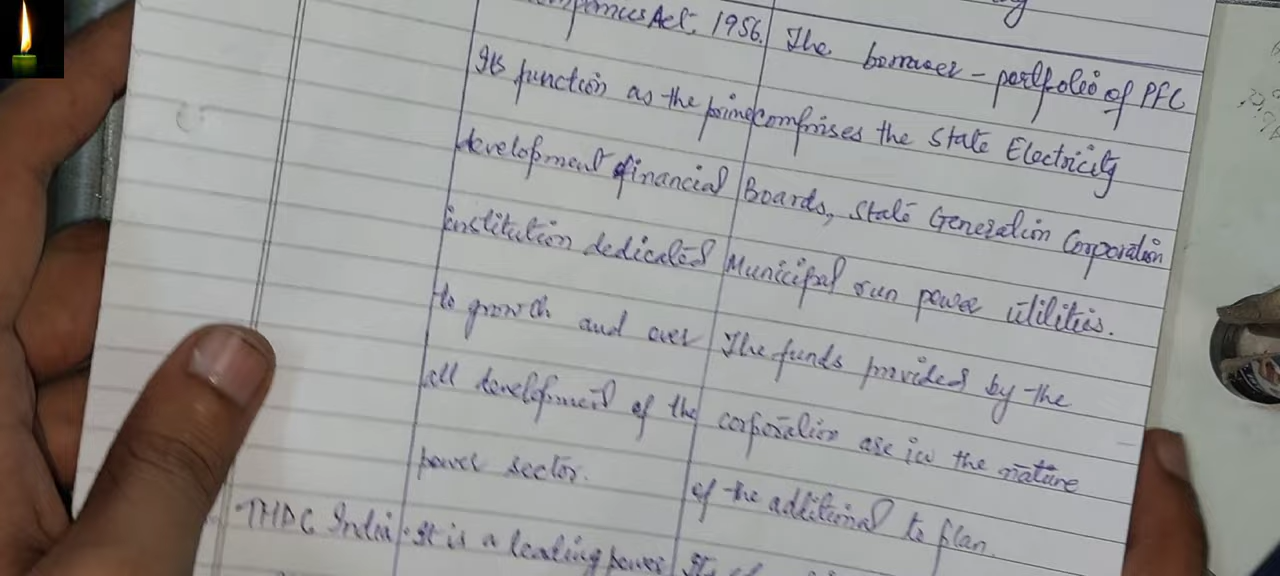 Act. 1956.
Its function as the prime
development financial
institution dedicated
to growth and over
all development of the
power sector.
The borrower - portfolio of PFC
comprises the State Electricity
Boards, State Generation Corporation
Municipal run power utilities.
The funds provided by the
corporation are in the nature
of the additional to plan.
THDC India
It is a leading power